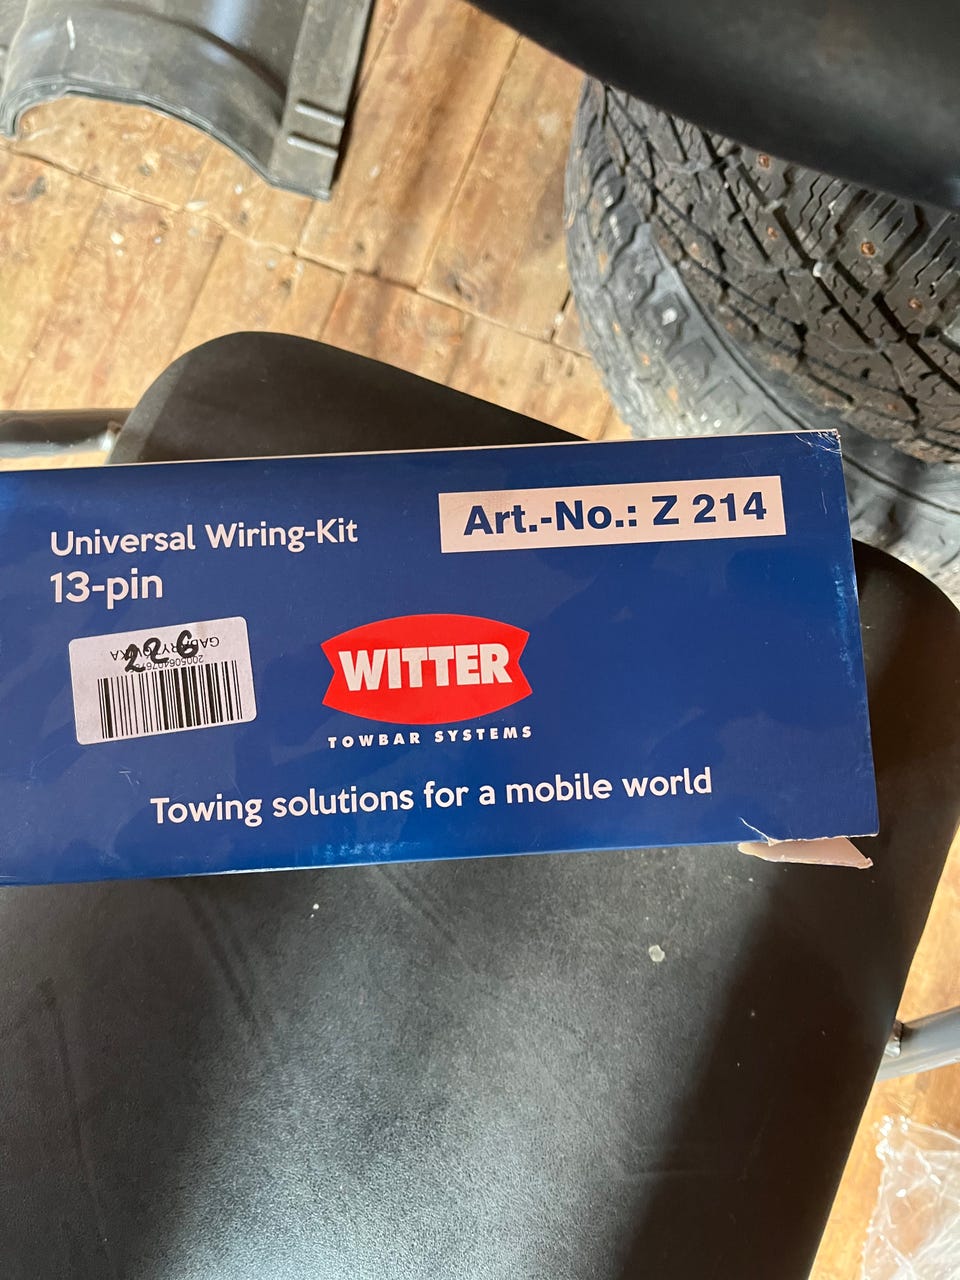 Universal Wiring-Kit
13-pin
Art.-No.: Z 214
226
WITTER
TOWBAR SYSTEMS
Towing solutions for a mobile world